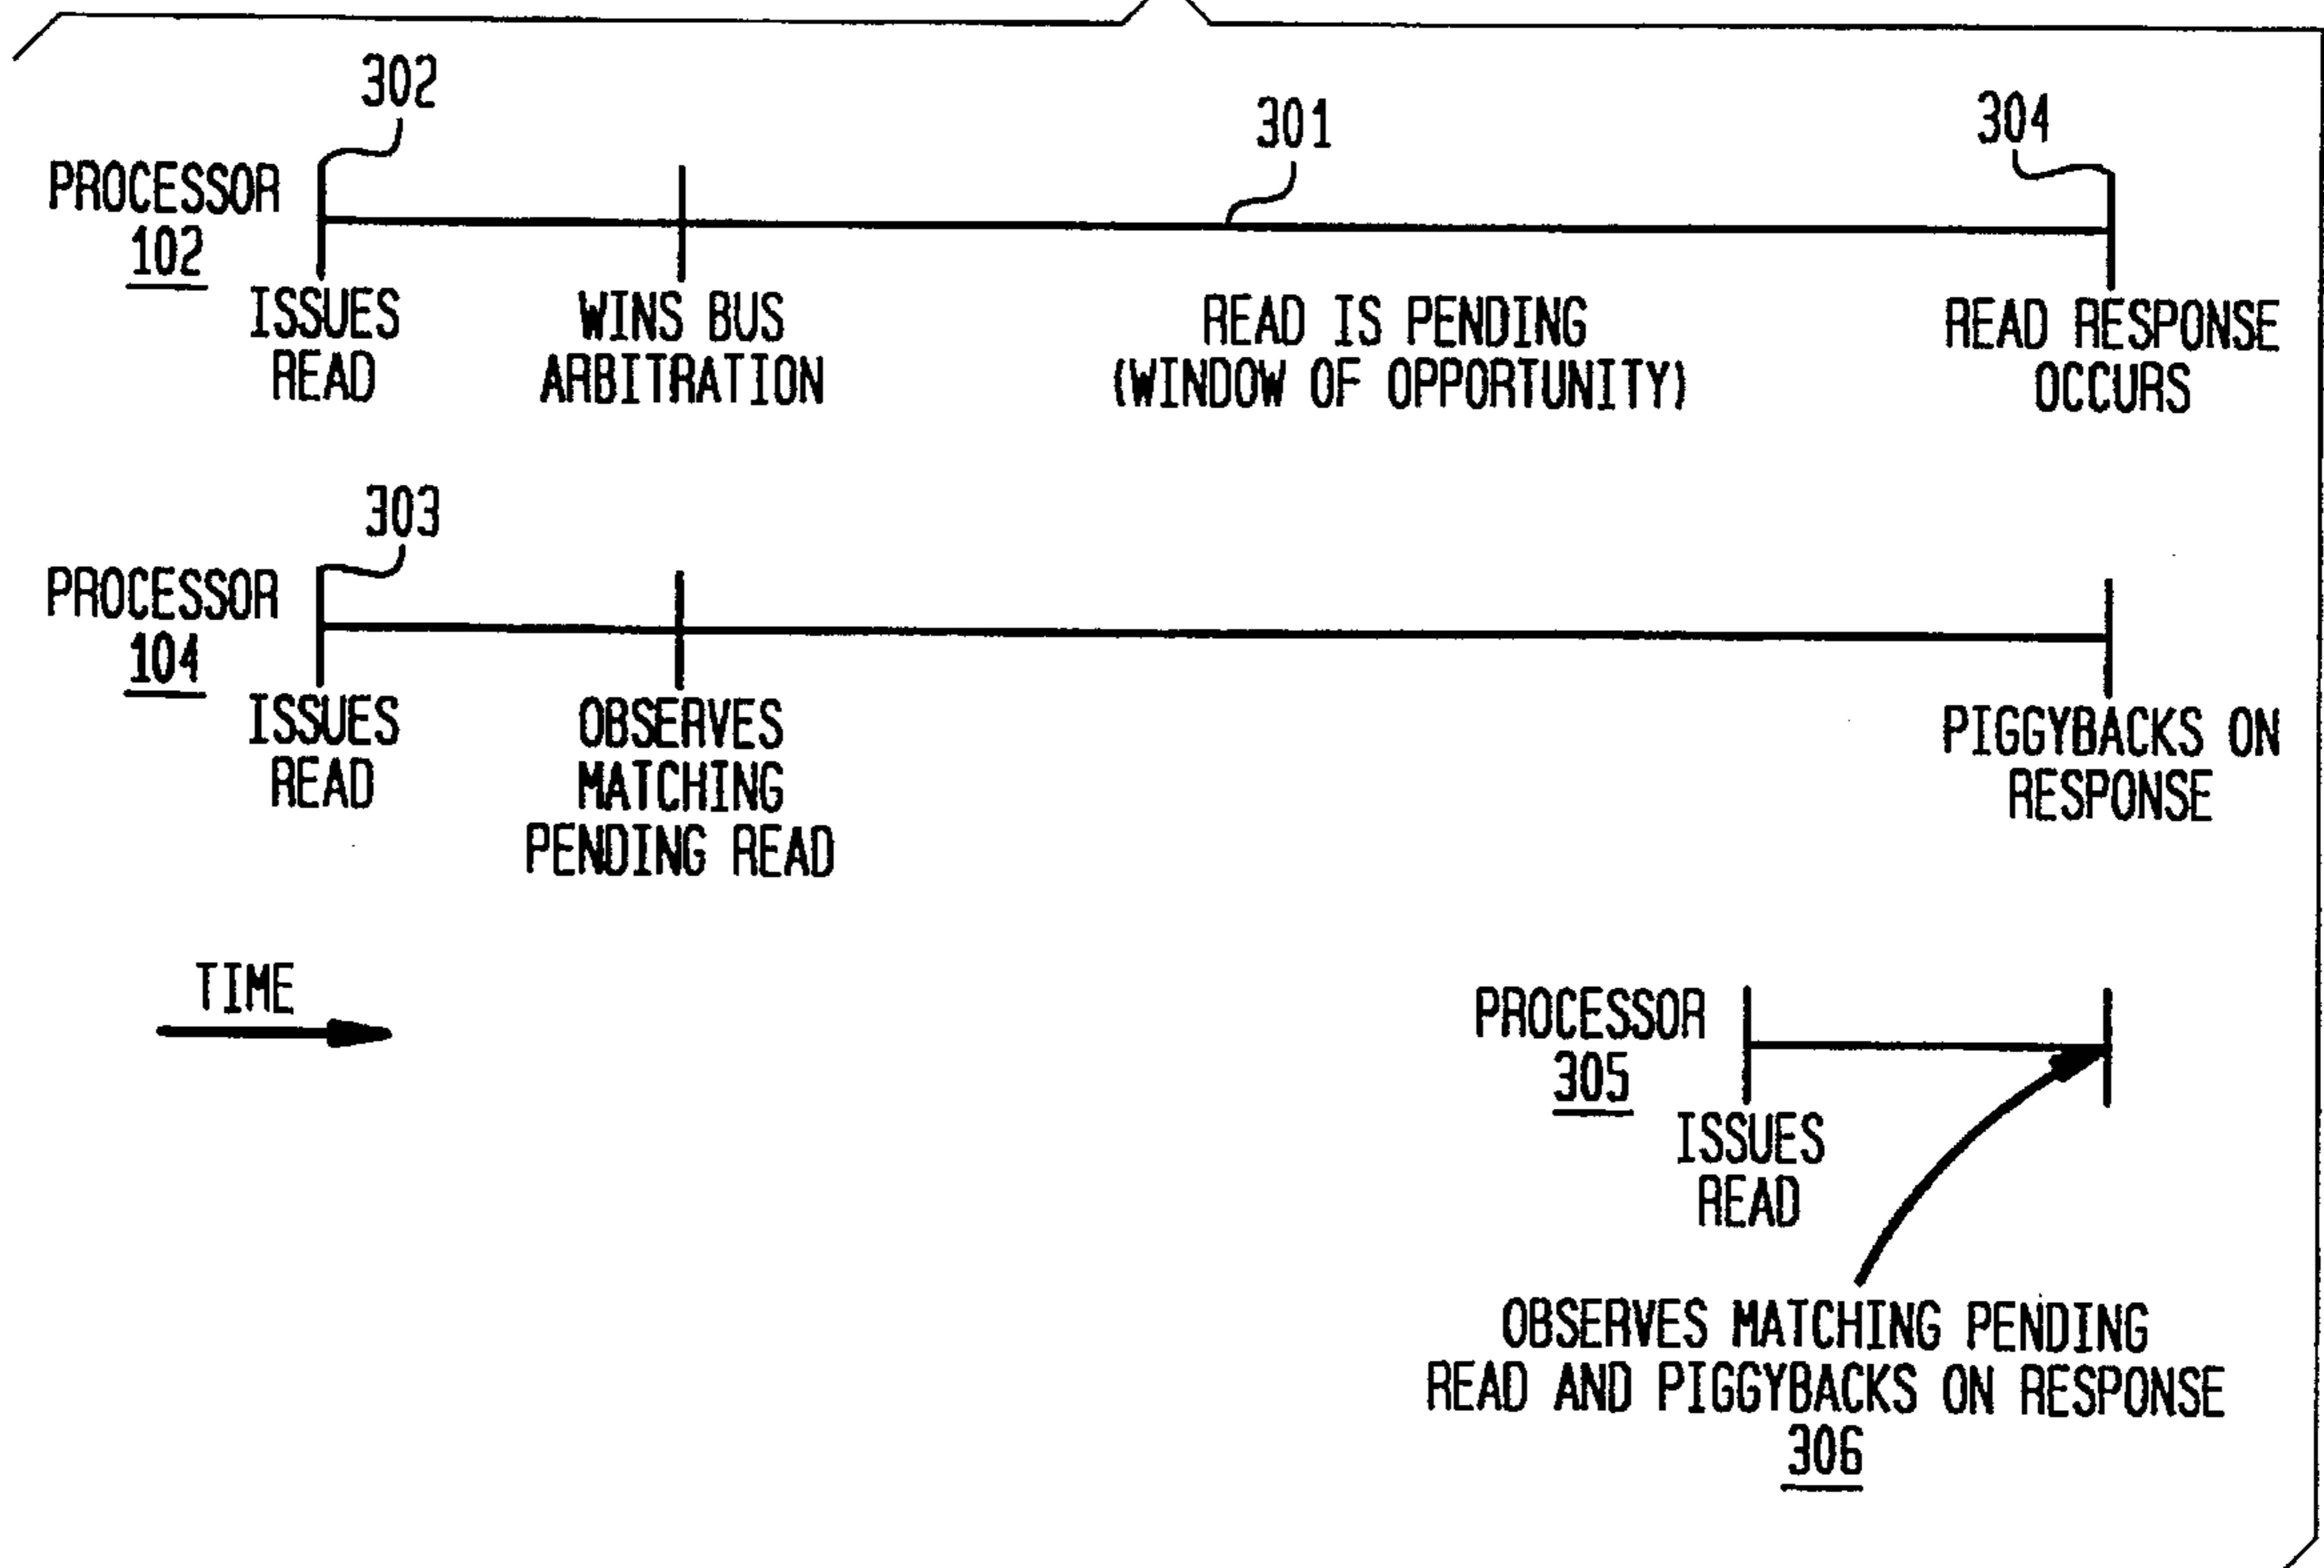 302
301
304
PROCESSOR
102
ISSUES
READ
WINS BUS
ARBITRATION
READ IS PENDING
(WINDOW OF OPPORTUNITY)
READ RESPONSE
OCCURS
303
PROCESSOR
104
ISSUES
READ
OBSERVES
MATCHING
PENDING READ
PIGGYBACKS ON
RESPONSE
TIME
PROCESSOR
305
ISSUES
READ
OBSERVES MATCHING PENDING
READ AND PIGGYBACKS ON RESPONSE
306